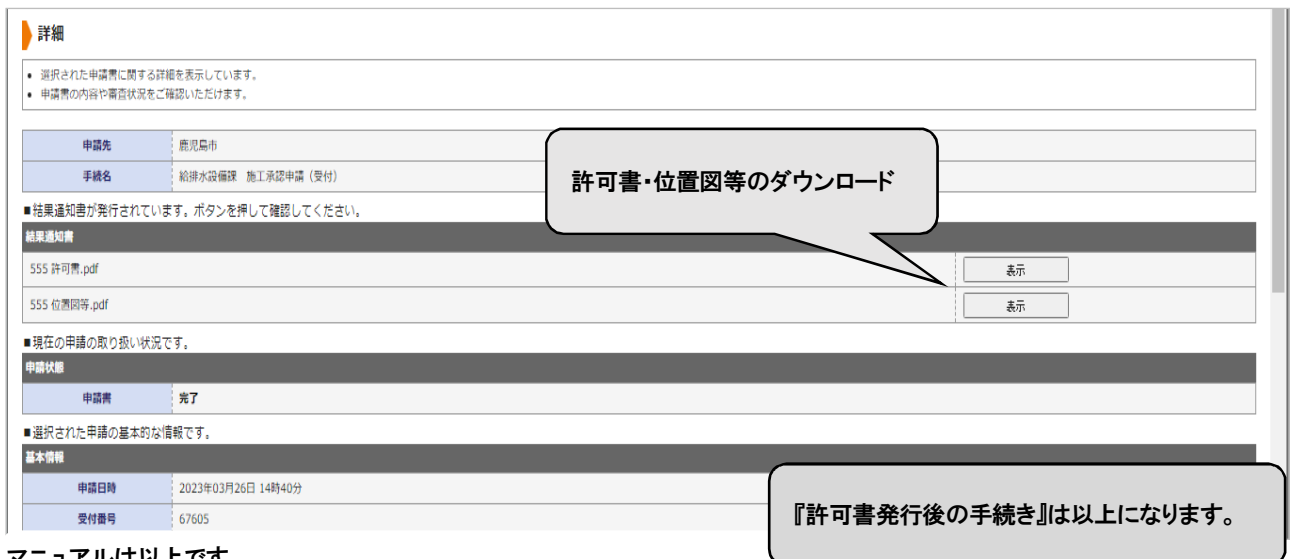 詳細
• 選択された申請書に関する詳細を表示しています。
• 申請書の内容や審査状況をご確認いただけます。
申請先 鹿児島市
手続名 給排水設備課 施工承認申請(受付)
許可書・位置図等のダウンロード
■結果通知書が発行されています。ボタンを押して確認してください。
結果通知書
555 許可書.pdf 表示
555 位置図等.pdf 表示
■現在の申請の取り扱い状況です。
申請状態
申請書 完了
■選択された申請の基本的な情報です。
基本情報
申請日時 2023年03月26日 14時40分
受付番号 67605
『許可書発行後の手続き』は以上になります。
マニュアルは以上です